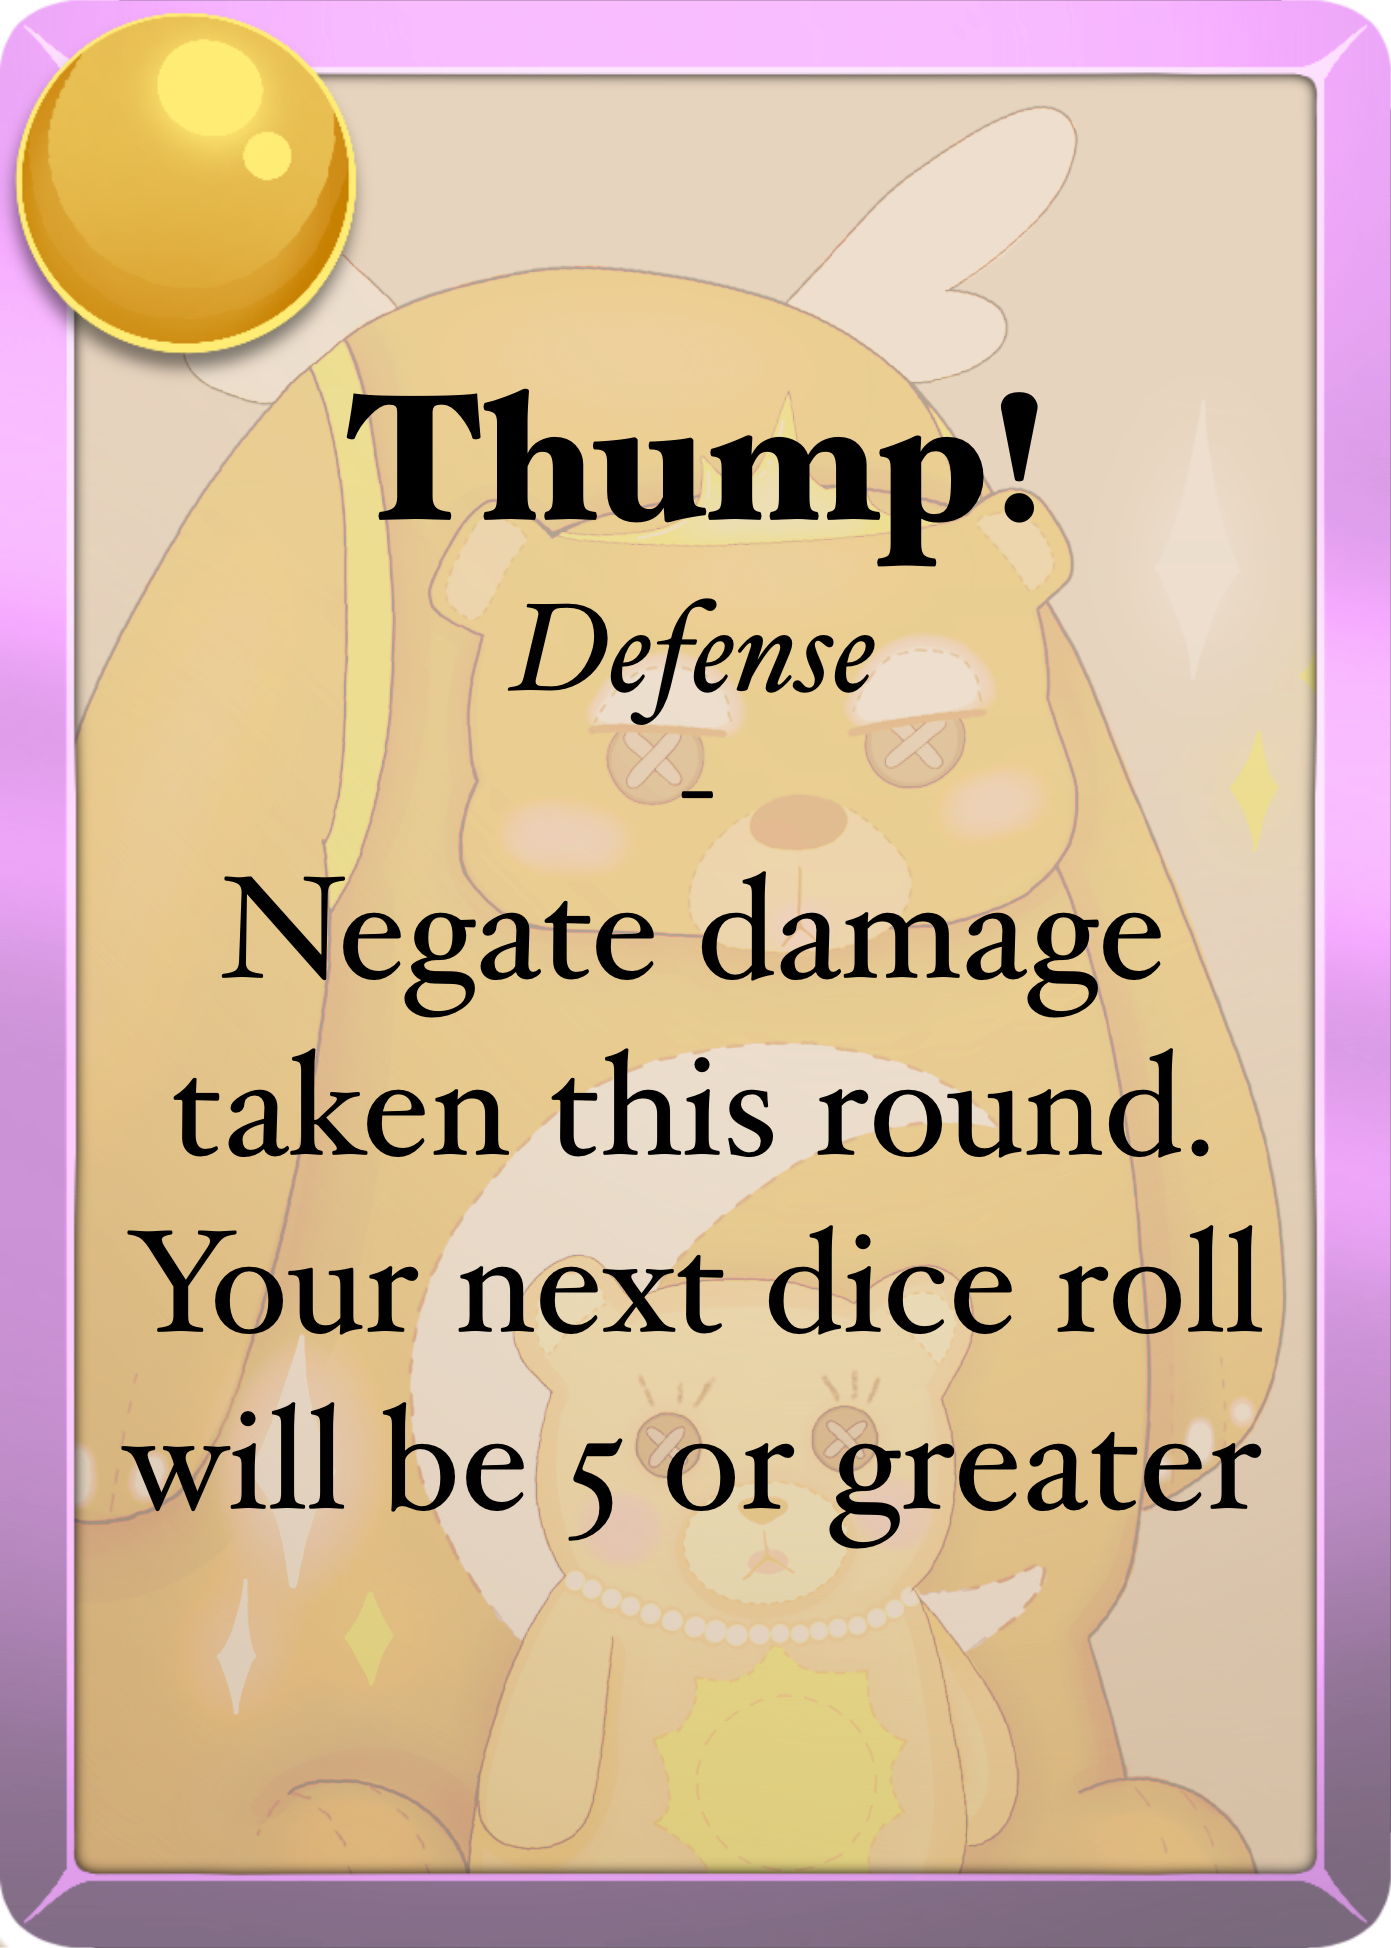 Thump!
Defense
-
Negate damage
taken this round.
Your next dice roll
will be 5 or greater